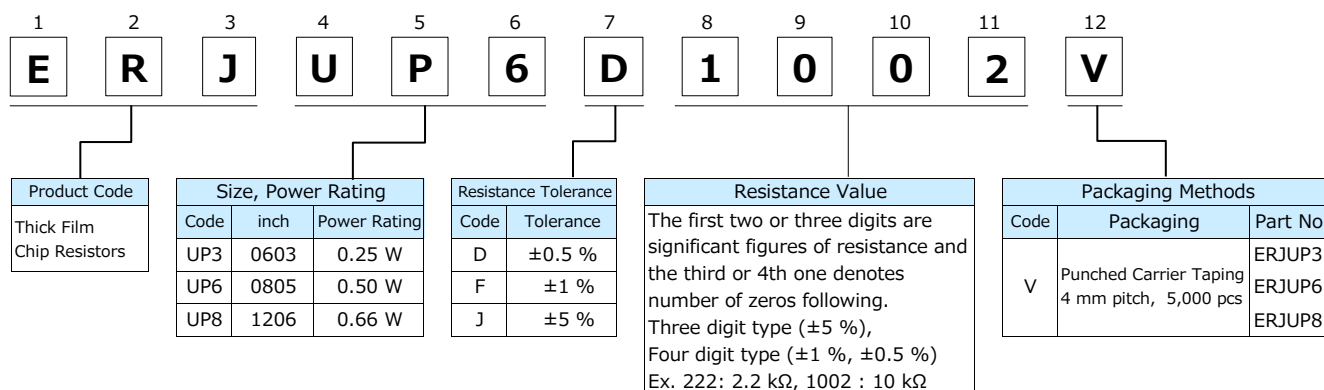 1 2 3 4 5 6 7 8 9 10 11 12
E R J U P 6 D 1 0 0 2 V
Product Code
Thick Film
Chip Resistors
Size, Power Rating
Code inch Power Rating
UP3 0603 0.25 W
UP6 0805 0.50 W
UP8 1206 0.66 W
Resistance Tolerance
Code Tolerance
D ±0.5 %
F ±1 %
J ±5 %
Resistance Value
The first two or three digits are
significant figures of resistance and
the third or 4th one denotes
number of zeros following.
Three digit type (±5 %),
Four digit type (±1 %, ±0.5 %)
Ex. 222: 2.2 kΩ, 1002 : 10 kΩ
Packaging Methods
Code Packaging Part No
V
Punched Carrier Taping
4 mm pitch, 5,000 pcs
ERJUP3
ERJUP6
ERJUP8